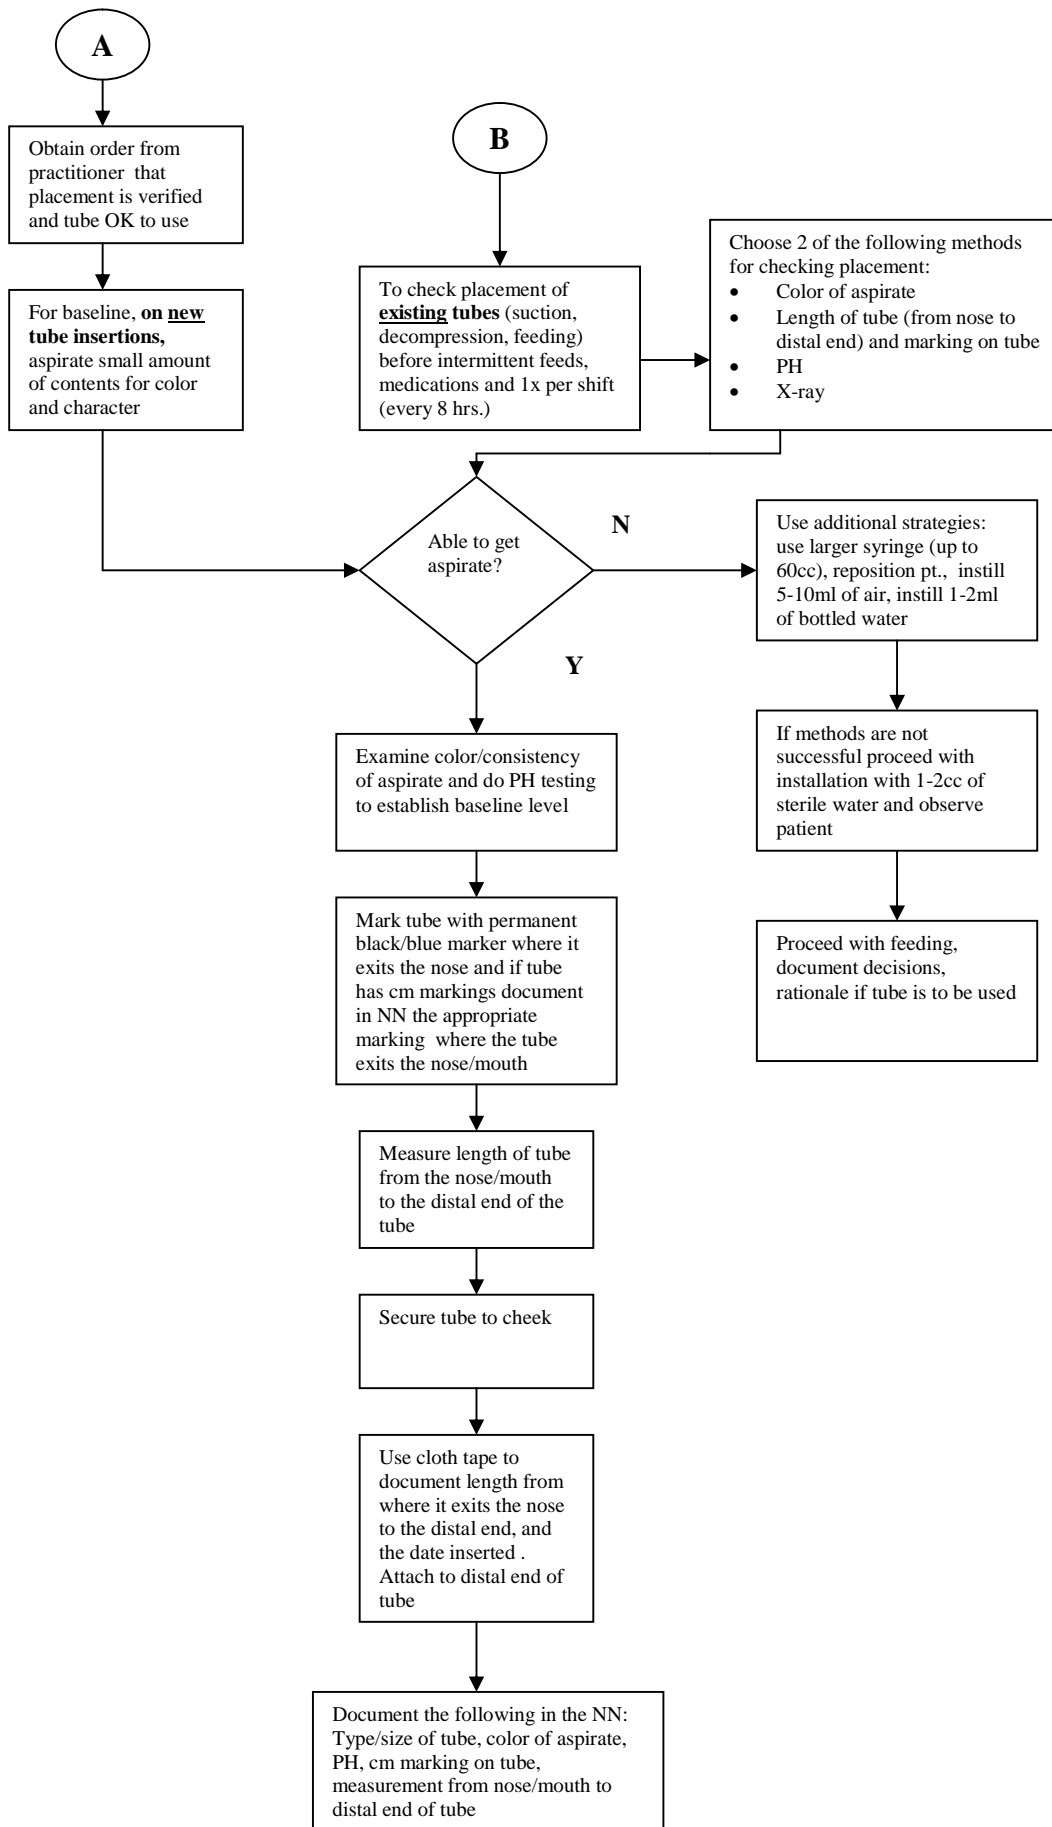 A
Obtain order from
practitioner that
placement is verified
and tube OK to use
For baseline, on new
tube insertions,
aspirate small amount
of contents for color
and character
B
To check placement of
existing tubes (suction,
decompression, feeding)
before intermittent feeds,
medications and 1x per shift
(every 8 hrs.)
Choose 2 of the following methods
for checking placement:
• Color of aspirate
• Length of tube (from nose to
distal end) and marking on tube
• PH
• X-ray
Able to get
aspirate?
N
Use additional strategies:
use larger syringe (up to
60cc), reposition pt., instill
5-10ml of air, instill 1-2ml
of bottled water
If methods are not
successful proceed with
installation with 1-2cc of
sterile water and observe
patient
Proceed with feeding,
document decisions,
rationale if tube is to be used
Y
Examine color/consistency
of aspirate and do PH testing
to establish baseline level
Mark tube with permanent
black/blue marker where it
exits the nose and if tube
has cm markings document
in NN the appropriate
marking where the tube
exits the nose/mouth
Measure length of tube
from the nose/mouth
to the distal end of the
tube
Secure tube to cheek
Use cloth tape to
document length from
where it exits the nose
to the distal end, and
the date inserted .
Attach to distal end of
tube
Document the following in the NN:
Type/size of tube, color of aspirate,
PH, cm marking on tube,
measurement from nose/mouth to
distal end of tube